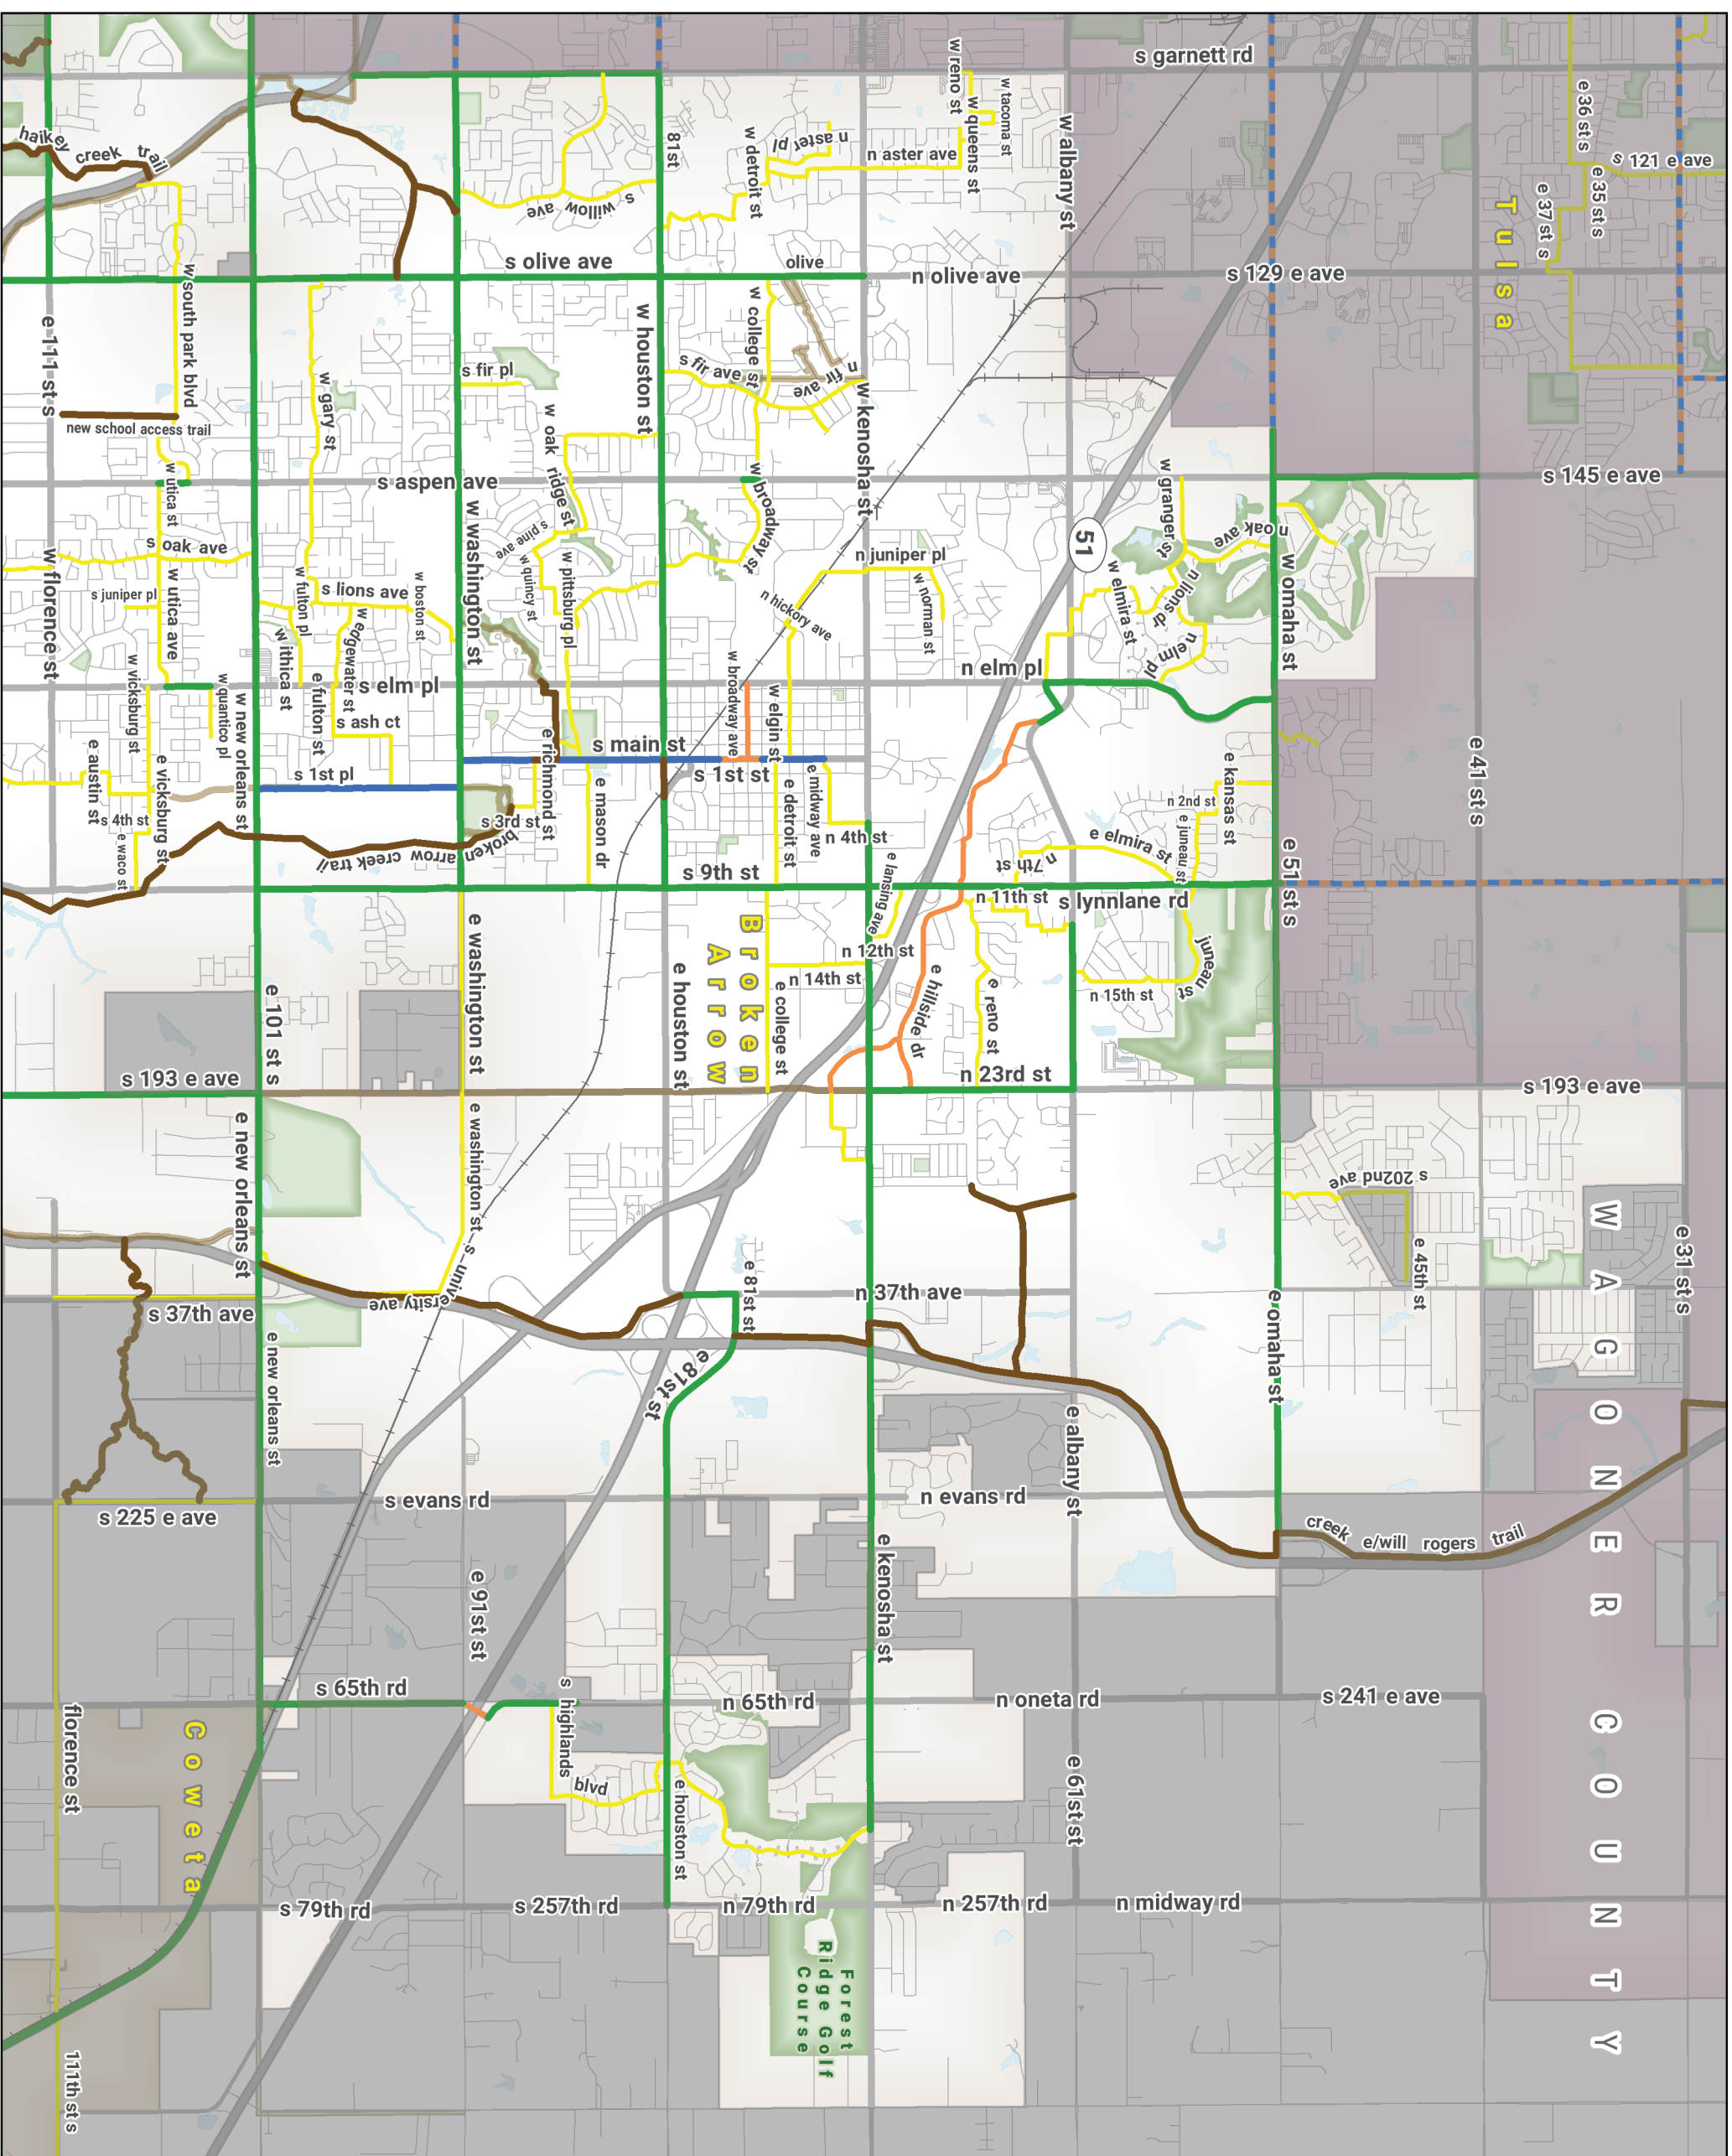 s garnett rd
w reno st
w queens st
w tacoma st
w albany st
e 36 st s
s 121 e ave
e 35 st s
e 37 st s
Tulsa
haikey creek trail
81st
w detroit st
n aster pl
n aster ave
s willow ave
s olive ave
olive
n olive ave
s 129 e ave
w south park blvd
e 111 st s
w houston st
w college st
s fir pl
s fir ave
n fir ave
w kenosha st
w gary st
w oak ridge st
new school access trail
w utica st
s aspen ave
w broadway st
w granger st
s 145 e ave
w washington st
s pine ave
n oak ave
51
s oak ave
w florence st
n juniper pl
w omaha st
w pittsburg pl
w quincy st
s juniper pl
w utica ave
w fulton pl
s lions ave
w boston st
n hickory ave
w norman st
w elmira st
n lions dr
n elm pl
w ithica st
w edgewater st
s elm pl
n elm pl
w vicksburg st
w quantico pl
w new orleans st
e fulton st
s ash ct
w broadway ave
w elgin st
e austin st
e vicksburg st
s 1st pl
e richmond st
s main st
s 1st st
e 41 st s
e kansas st
n 2nd st
e mason dr
e detroit st
e midway ave
s 4th st
e waco st
s 3rd st
n 4th st
e elmira st
e juneau st
broken arrow creek trail
n 7th st
s 9th st
e lansing ave
n 11th st
s lynnlane rd
e 51 st s
Broken
Arrow
n 12th st
n 14th st
juneau st
n 15th st
e 101 st s
e washington st
e houston st
e college st
e hillside dr
e reno st
s 193 e ave
n 23rd st
s 193 e ave
e new orleans st
e washington st
s 202nd ave
e 45th st
e 31 st s
s university ave
s 37th ave
e 81st st
n 37th ave
e omaha st
e new orleans st
e 81st st
e albany st
s 225 e ave
s evans rd
n evans rd
creek e/will rogers trail
e 91st st
e kenosha st
WAGONER COUNTY
s 65th rd
n 65th rd
n oneta rd
s 241 e ave
s highlands blvd
florence st
Coweta
e houston st
e 61st st
s 79th rd
s 257th rd
n 79th rd
n 257th rd
n midway rd
Forest
Ridge Golf
Course
111th st s